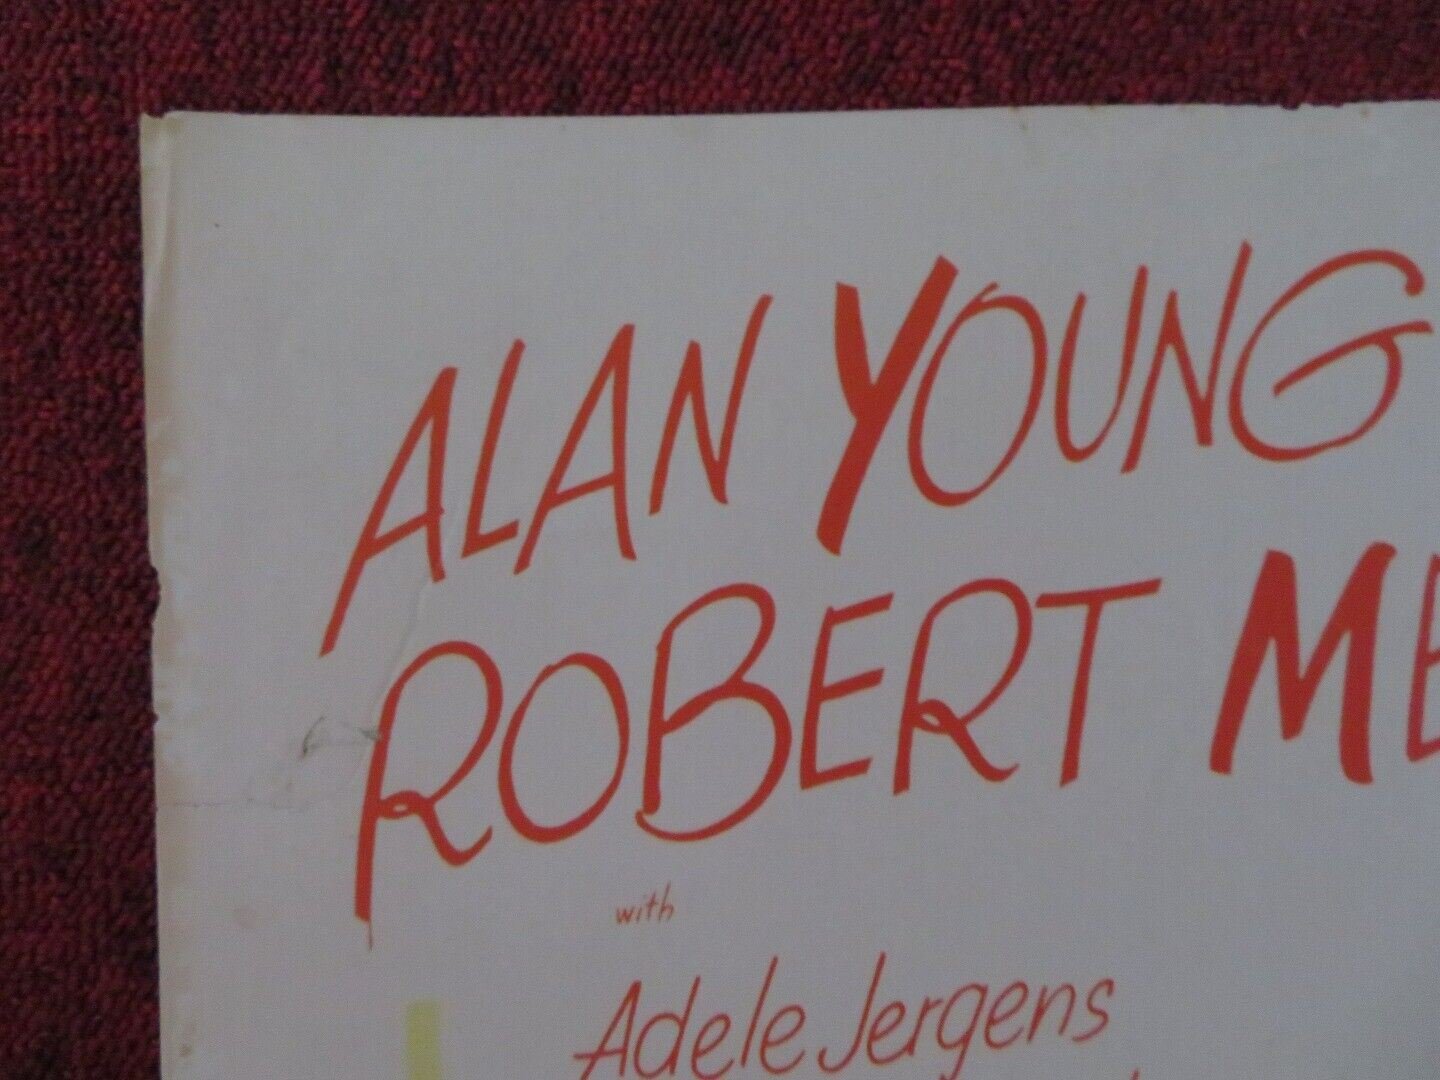 ALAN YOUNG
ROBERT ME
with
Adele Jergens